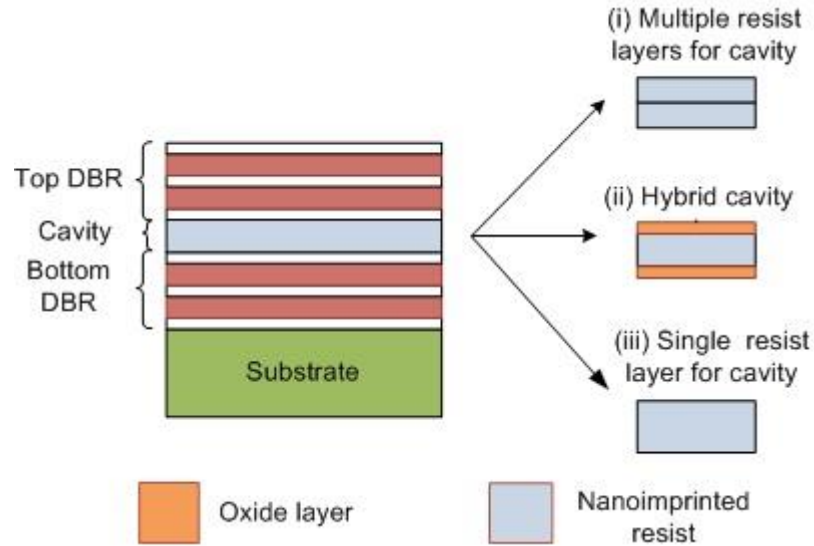 (i) Multiple resist
layers for cavity
Top DBR
Cavity
Bottom
DBR
Substrate
(ii) Hybrid cavity
(iii) Single resist
layer for cavity
Oxide layer
Nanoimprinted
resist